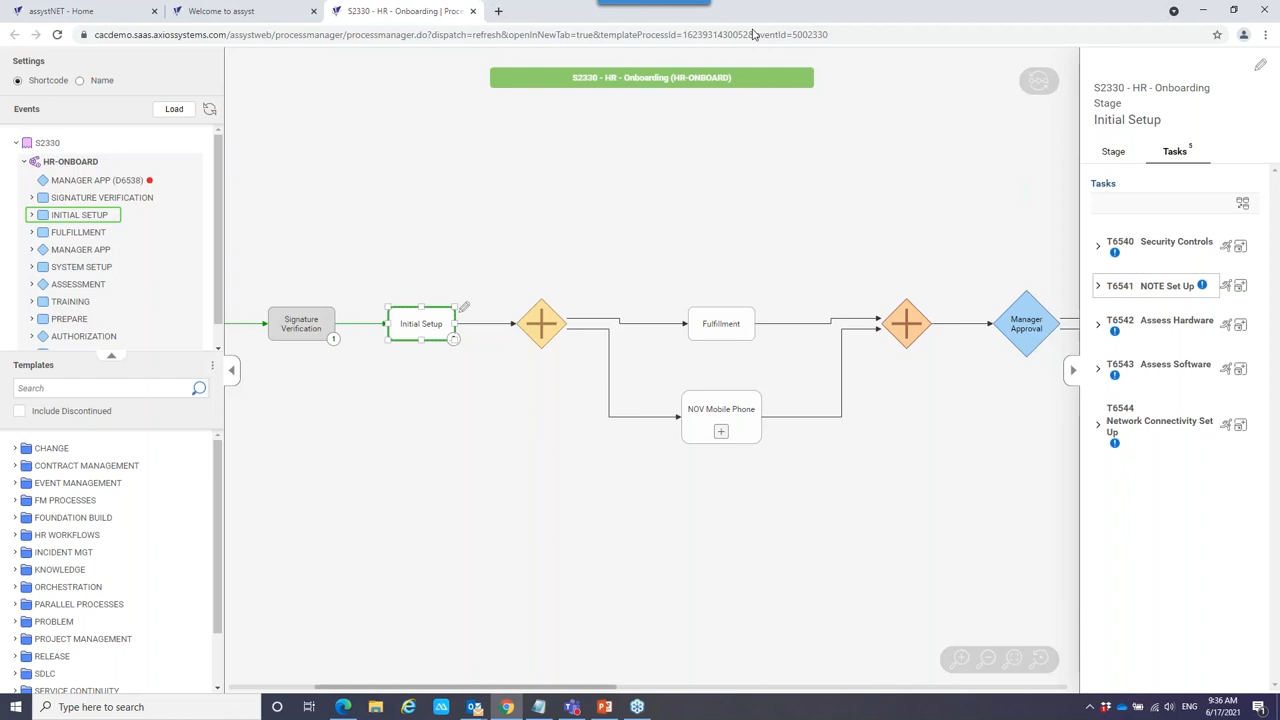 assystNET - Home
Welcome to assyst
S2330 - HR - Onboarding | Proce
cacdemo.saas.axiossystems.com/assystweb/processmanager/processmanager.do?dispatch=refresh&openInNewTab=true&templateProcessId=1623931430052&eventId=5002330
Settings
Shortcode
Name
Events
Load
S2330
HR-ONBOARD
MANAGER APP (D6538)
SIGNATURE VERIFICATION
INITIAL SETUP
FULFILLMENT
MANAGER APP
SYSTEM SETUP
ASSESSMENT
TRAINING
PREPARE
AUTHORIZATION
Templates
Search
Include Discontinued
CHANGE
CONTRACT MANAGEMENT
EVENT MANAGEMENT
FM PROCESSES
FOUNDATION BUILD
HR WORKFLOWS
INCIDENT MGT
KNOWLEDGE
ORCHESTRATION
PARALLEL PROCESSES
PROBLEM
PROJECT MANAGEMENT
RELEASE
SDLC
SERVICE CONTINUITY
S2330 - HR - Onboarding (HR-ONBOARD)
Signature
Verification
1
Initial Setup
Fulfillment
NOV Mobile Phone
Manager
Approval
S2330 - HR - Onboarding
Stage
Initial Setup
Stage
Tasks 5
Tasks
T6540 Security Controls
T6541 NOTE Set Up
T6542 Assess Hardware
T6543 Assess Software
T6544
Network Connectivity Set
Up
Type here to search
ENG
9:36 AM
6/17/2021